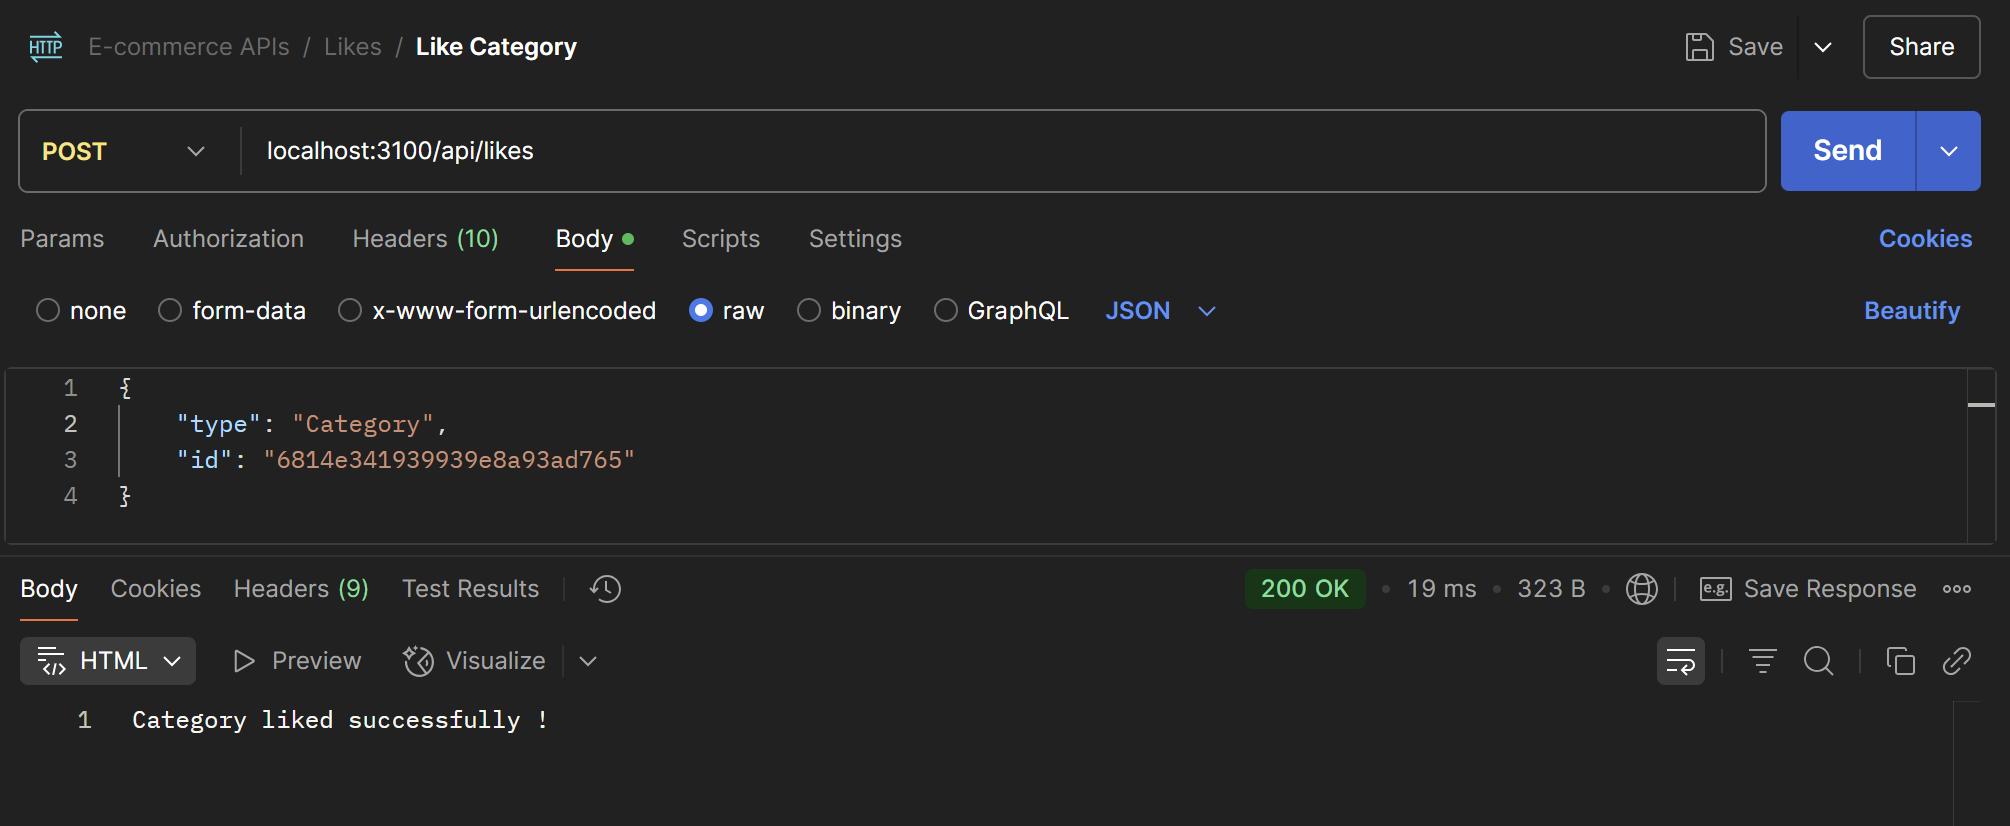 HTTP E-commerce APIs / Likes / Like Category Save Share
POST localhost:3100/api/likes Send
Params Authorization Headers (10) Body Scripts Settings Cookies
none form-data x-www-form-urlencoded raw binary GraphQL JSON Beautify
1 {
2 "type": "Category",
3 "id": "6814e341939939e8a93ad765"
4 }
Body Cookies Headers (9) Test Results 200 OK • 19 ms • 323 B • e.g. Save Response
HTML Preview Visualize
1 Category liked successfully !